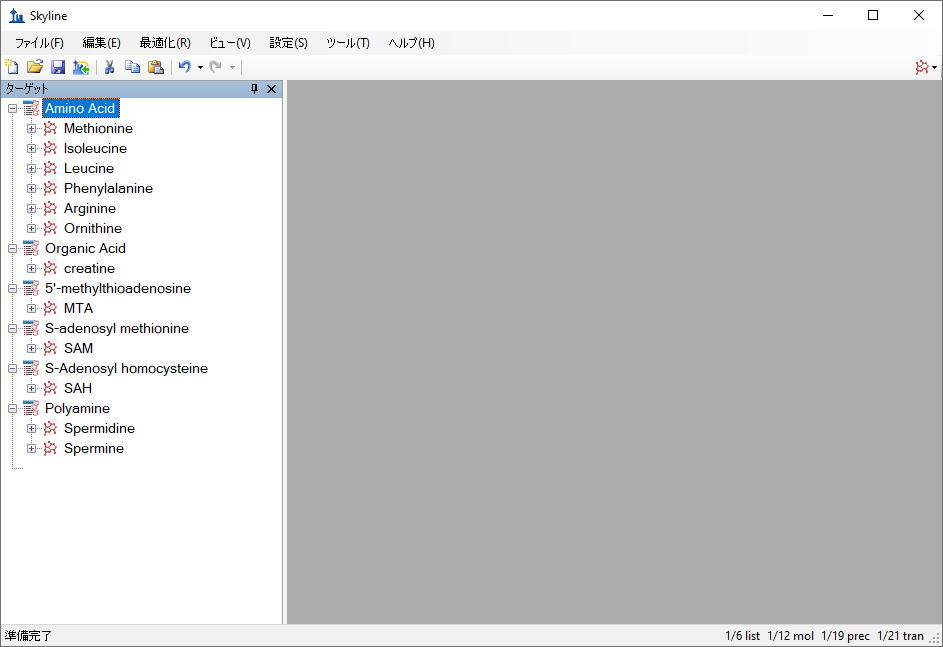 Skyline
ファイル(F) 編集(E) 最適化(R) ビュー(V) 設定(S) ツール(T) ヘルプ(H)
ターゲット
Amino Acid
Methionine
Isoleucine
Leucine
Phenylalanine
Arginine
Ornithine
Organic Acid
creatine
5'-methylthioadenosine
MTA
S-adenosyl methionine
SAM
S-Adenosyl homocysteine
SAH
Polyamine
Spermidine
Spermine
準備完了 1/6 list 1/12 mol 1/19 prec 1/21 tran